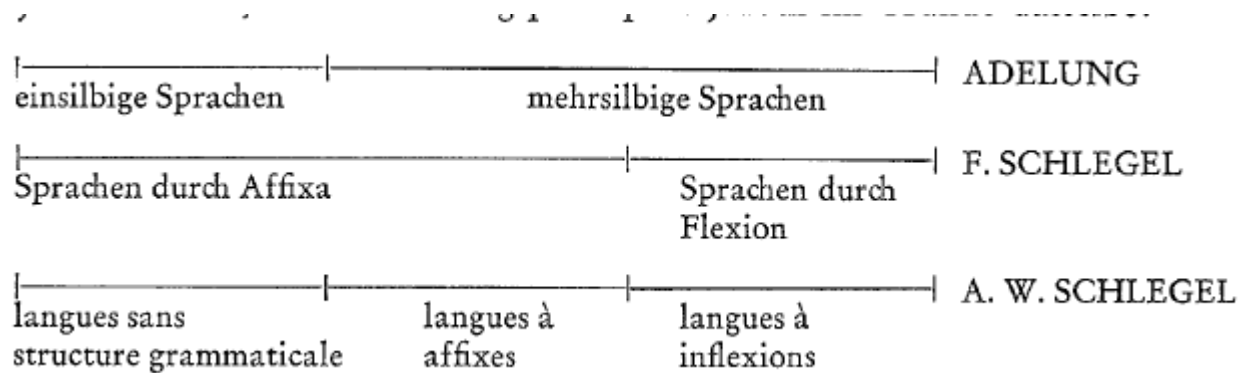 ADELUNG
einsilbige Sprachen mehrsilbige Sprachen
F. SCHLEGEL
Sprachen durch Affixa Sprachen durch
Flexion
A. W. SCHLEGEL
langues sans langues à langues à
structure grammaticale affixes inflexions